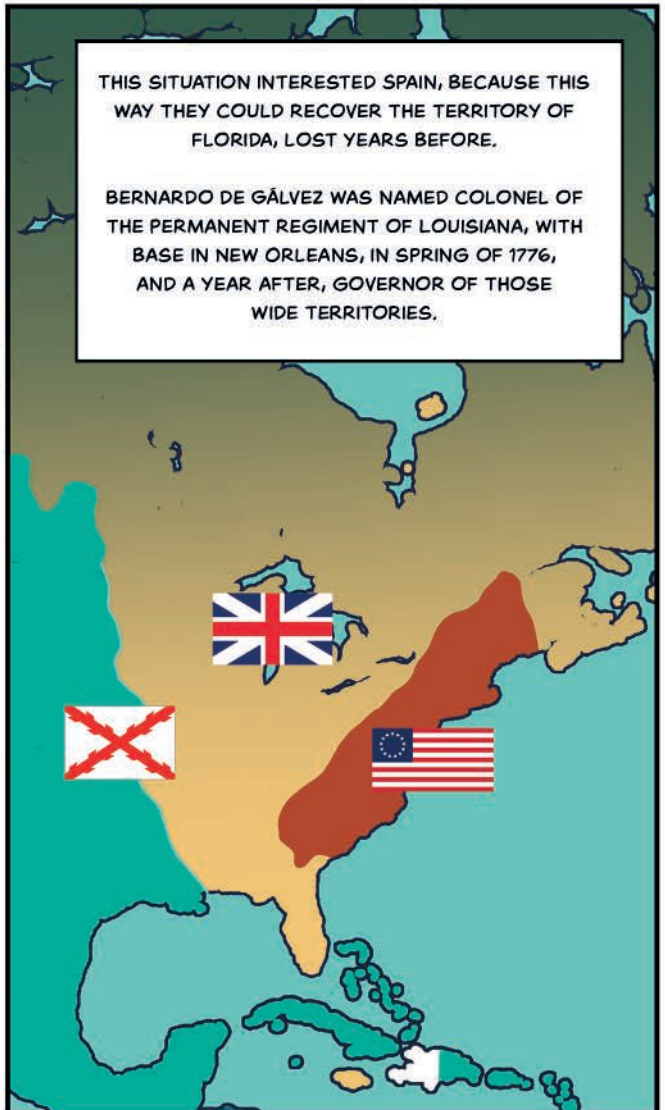 THIS SITUATION INTERESTED SPAIN, BECAUSE THIS
WAY THEY COULD RECOVER THE TERRITORY OF
FLORIDA, LOST YEARS BEFORE.
BERNARDO DE GÁLVEZ WAS NAMED COLONEL OF
THE PERMANENT REGIMENT OF LOUISIANA, WITH
BASE IN NEW ORLEANS, IN SPRING OF 1776,
AND A YEAR AFTER, GOVERNOR OF THOSE
WIDE TERRITORIES.